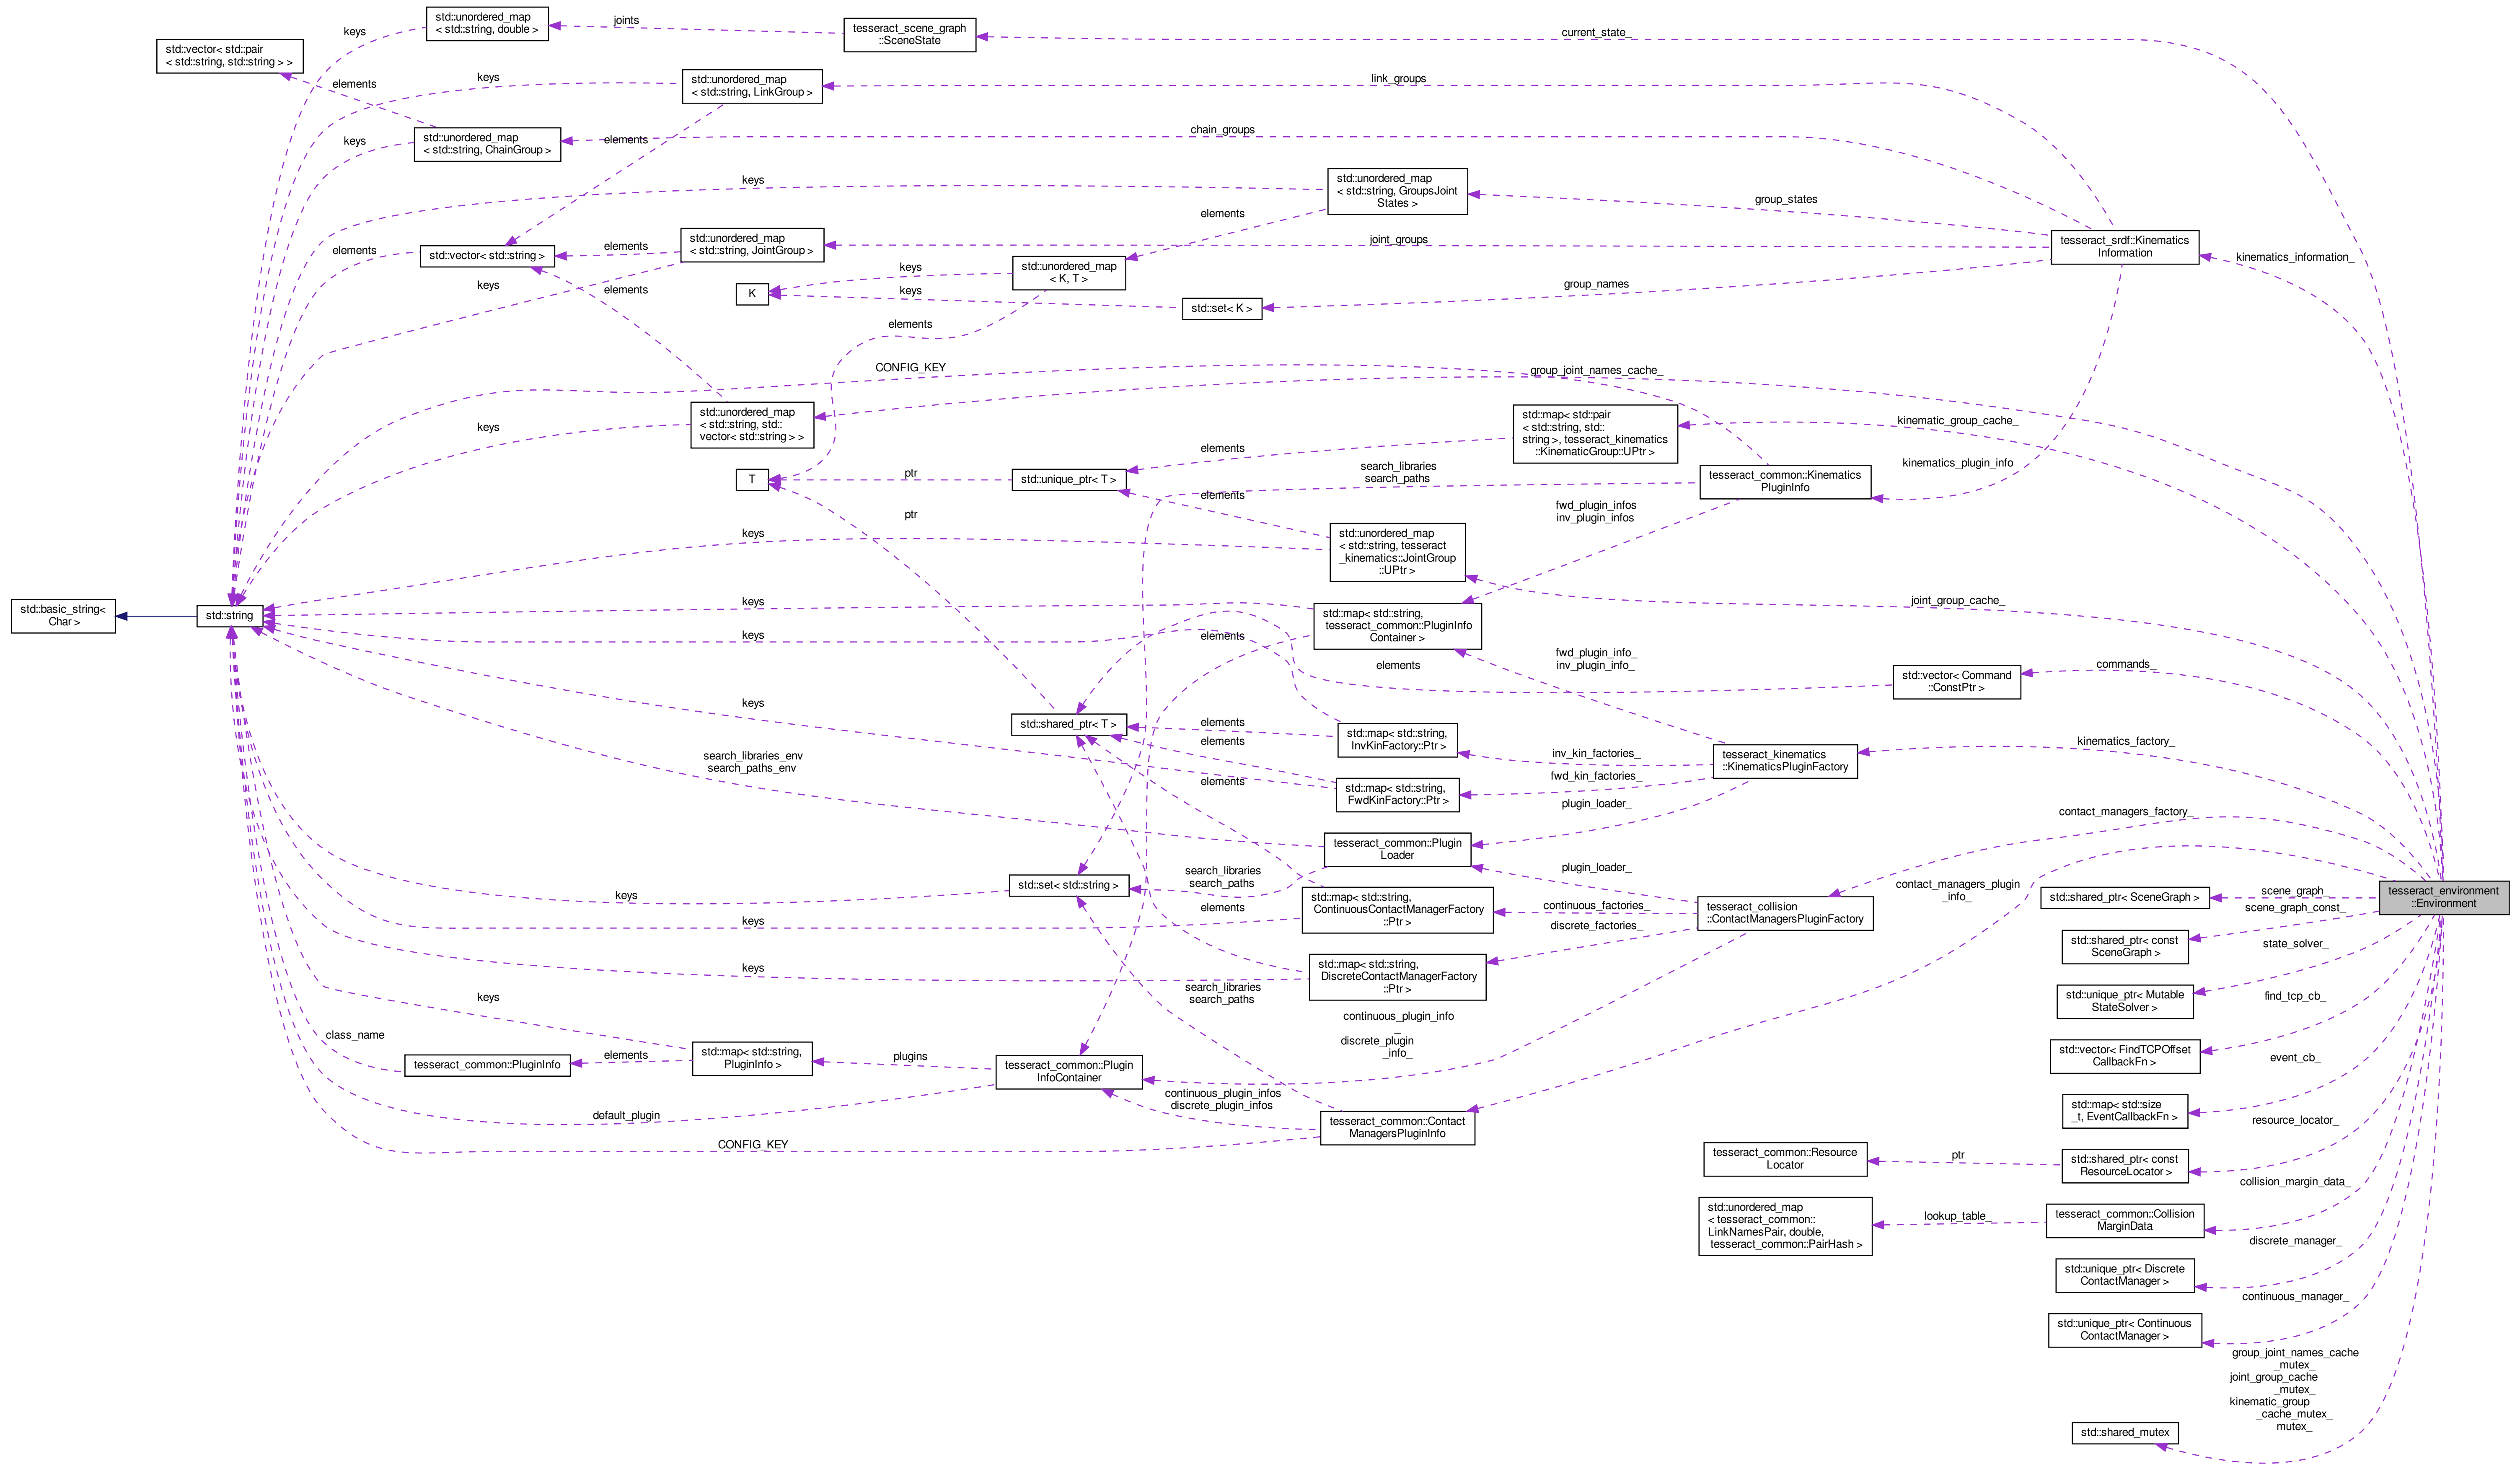 std::unordered_map
< std::string, double >
joints
tesseract_scene_graph
::SceneState
current_state_
keys
std::vector< std::pair
< std::string, std::string > >
elements
std::unordered_map
< std::string, LinkGroup >
keys
link_groups
std::unordered_map
< std::string, ChainGroup >
keys
elements
chain_groups
std::unordered_map
< std::string, GroupsJoint
States >
keys
group_states
elements
std::vector< std::string >
elements
std::unordered_map
< std::string, JointGroup >
elements
keys
joint_groups
tesseract_srdf::Kinematics
Information
kinematics_information_
std::unordered_map
< K, T >
keys
K
keys
std::set< K >
group_names
elements
elements
CONFIG_KEY
group_joint_names_cache_
std::unordered_map
< std::string, std::
vector< std::string > >
keys
std::map< std::pair
< std::string, std::
string >, tesseract_kinematics
::KinematicGroup::UPtr >
kinematic_group_cache_
elements
T
ptr
std::unique_ptr< T >
search_libraries
search_paths
tesseract_common::Kinematics
PluginInfo
kinematics_plugin_info
elements
ptr
fwd_plugin_infos
inv_plugin_infos
std::unordered_map
< std::string, tesseract
_kinematics::JointGroup
::UPtr >
keys
joint_group_cache_
std::basic_string<
Char >
std::string
keys
std::map< std::string,
tesseract_common::PluginInfo
Container >
keys
elements
elements
fwd_plugin_info_
inv_plugin_info_
std::vector< Command
::ConstPtr >
commands_
keys
std::shared_ptr< T >
elements
std::map< std::string,
InvKinFactory::Ptr >
inv_kin_factories_
tesseract_kinematics
::KinematicsPluginFactory
kinematics_factory_
elements
search_libraries_env
search_paths_env
elements
std::map< std::string,
FwdKinFactory::Ptr >
fwd_kin_factories_
plugin_loader_
contact_managers_factory_
tesseract_common::Plugin
Loader
std::set< std::string >
search_libraries
search_paths
keys
plugin_loader_
contact_managers_plugin
_info_
tesseract_environment
::Environment
std::shared_ptr< SceneGraph >
scene_graph_
keys
elements
std::map< std::string,
ContinuousContactManagerFactory
::Ptr >
continuous_factories_
tesseract_collision
::ContactManagersPluginFactory
discrete_factories_
scene_graph_const_
std::shared_ptr< const
SceneGraph >
state_solver_
keys
std::map< std::string,
DiscreteContactManagerFactory
::Ptr >
keys
search_libraries
search_paths
std::unique_ptr< Mutable
StateSolver >
find_tcp_cb_
continuous_plugin_info
_
discrete_plugin
_info_
class_name
tesseract_common::PluginInfo
elements
std::map< std::string,
PluginInfo >
plugins
tesseract_common::Plugin
InfoContainer
std::vector< FindTCPOffset
CallbackFn >
event_cb_
default_plugin
continuous_plugin_infos
discrete_plugin_infos
tesseract_common::Contact
ManagersPluginInfo
CONFIG_KEY
std::map< std::size
_t, EventCallbackFn >
resource_locator_
tesseract_common::Resource
Locator
ptr
std::shared_ptr< const
ResourceLocator >
collision_margin_data_
std::unordered_map
< tesseract_common::
LinkNamesPair, double,
tesseract_common::PairHash >
lookup_table_
tesseract_common::Collision
MarginData
discrete_manager_
std::unique_ptr< Discrete
ContactManager >
continuous_manager_
std::unique_ptr< Continuous
ContactManager >
group_joint_names_cache
_mutex_
joint_group_cache
_mutex_
kinematic_group
_cache_mutex_
mutex_
std::shared_mutex